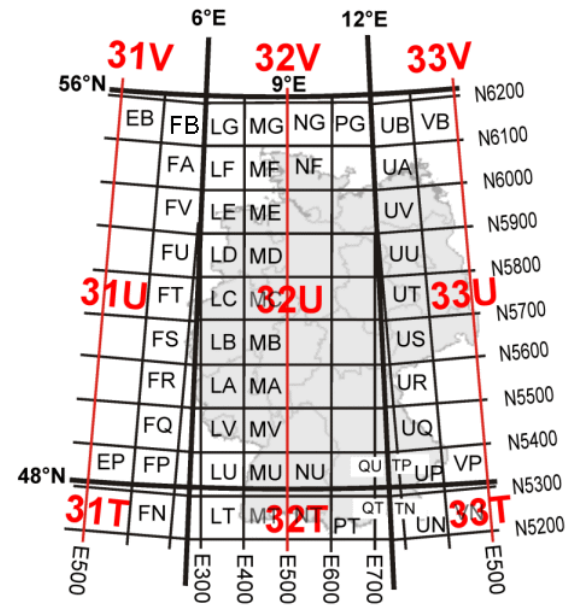 6°E 12°E
31V 32V 33V
56°N 9°E N6200
EB FB LG MG NG PG UB VB N6100
FA LF MF NF UA N6000
FV LE ME UV N5900
FU LD MD UU N5800
31U FT LC MC 32U UT 33U N5700
FS LB MB US N5600
FR LA MA UR N5500
FQ LV MV UQ N5400
48°N EP FP LU MU NU QU TP UP VP N5300
31T FN LT MT 32T NT PT QT TN UN 33T VN N5200
E500 E300 E400 E500 E600 E700 E500